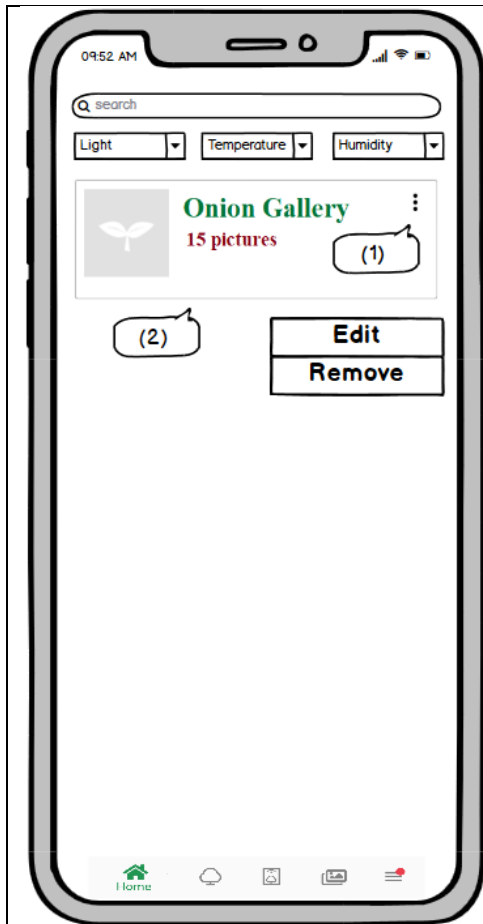 09:52 AM
search
Light Temperature Humidity
Onion Gallery
15 pictures
(1)
(2)
Edit
Remove
Home